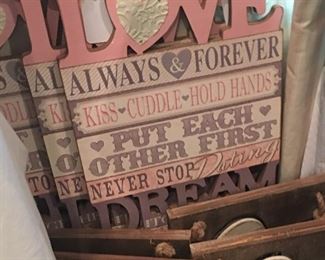 LOVE
ALWAYS & FOREVER
KISS CUDDLE HOLD HANDS
PUT EACH
OTHER FIRST
NEVER STOP Dating
DREAM